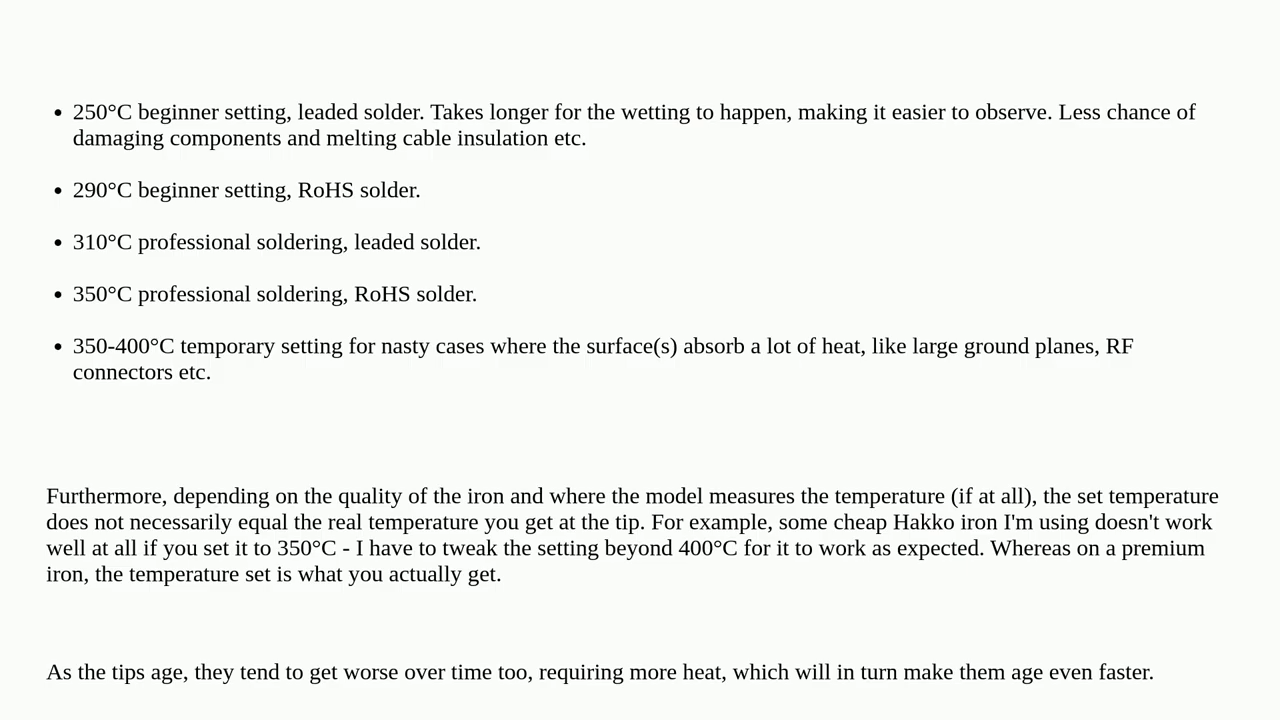 • 250°C beginner setting, leaded solder. Takes longer for the wetting to happen, making it easier to observe. Less chance of
damaging components and melting cable insulation etc.
• 290°C beginner setting, RoHS solder.
• 310°C professional soldering, leaded solder.
• 350°C professional soldering, RoHS solder.
• 350-400°C temporary setting for nasty cases where the surface(s) absorb a lot of heat, like large ground planes, RF
connectors etc.
Furthermore, depending on the quality of the iron and where the model measures the temperature (if at all), the set temperature
does not necessarily equal the real temperature you get at the tip. For example, some cheap Hakko iron I'm using doesn't work
well at all if you set it to 350°C - I have to tweak the setting beyond 400°C for it to work as expected. Whereas on a premium
iron, the temperature set is what you actually get.
As the tips age, they tend to get worse over time too, requiring more heat, which will in turn make them age even faster.